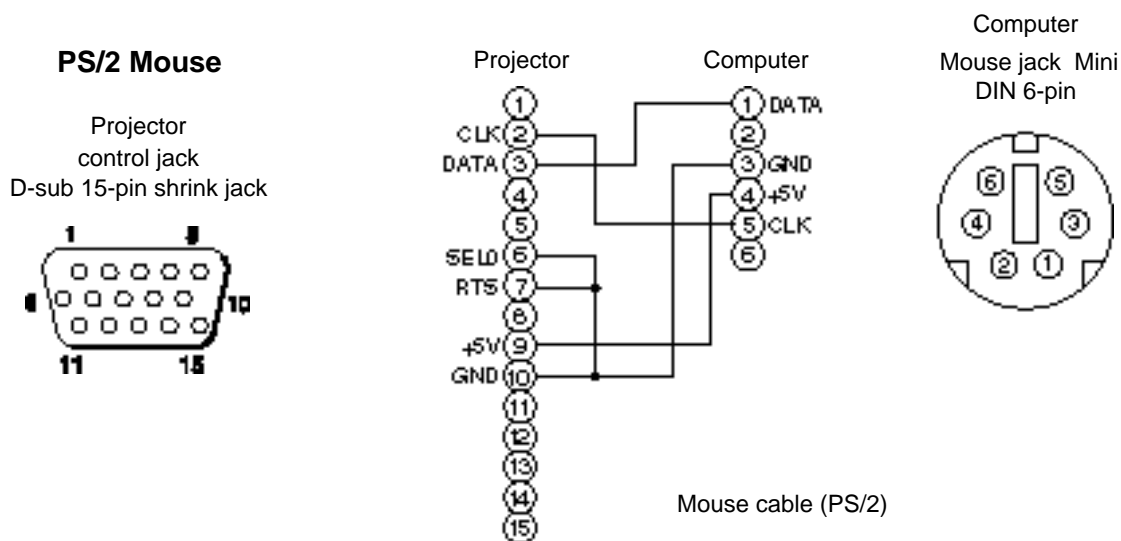 PS/2 Mouse
Projector
control jack
D-sub 15-pin shrink jack
1 5
6 10
11 15
Projector Computer
1 1 DATA
CLK 2 2
DATA 3 3 GND
4 4 +5V
5 5 CLK
SEL0 6 6
RTS 7
8
+5V 9
GND 10
11
12
13
14
15
Mouse cable (PS/2)
Computer
Mouse jack Mini
DIN 6-pin
6 5
4 3
2 1